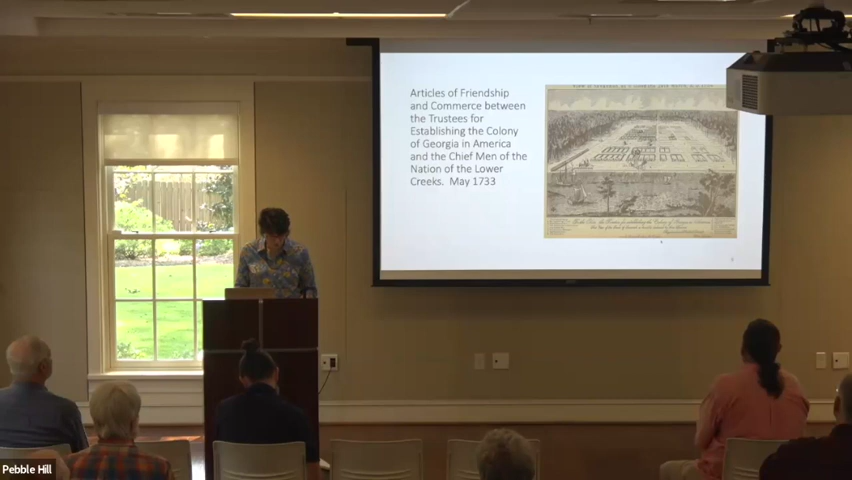 Articles of Friendship
and Commerce between
the Trustees for
Establishing the Colony
of Georgia in America
and the Chief Men of the
Nation of the Lower
Creeks. May 1733
Pebble Hill